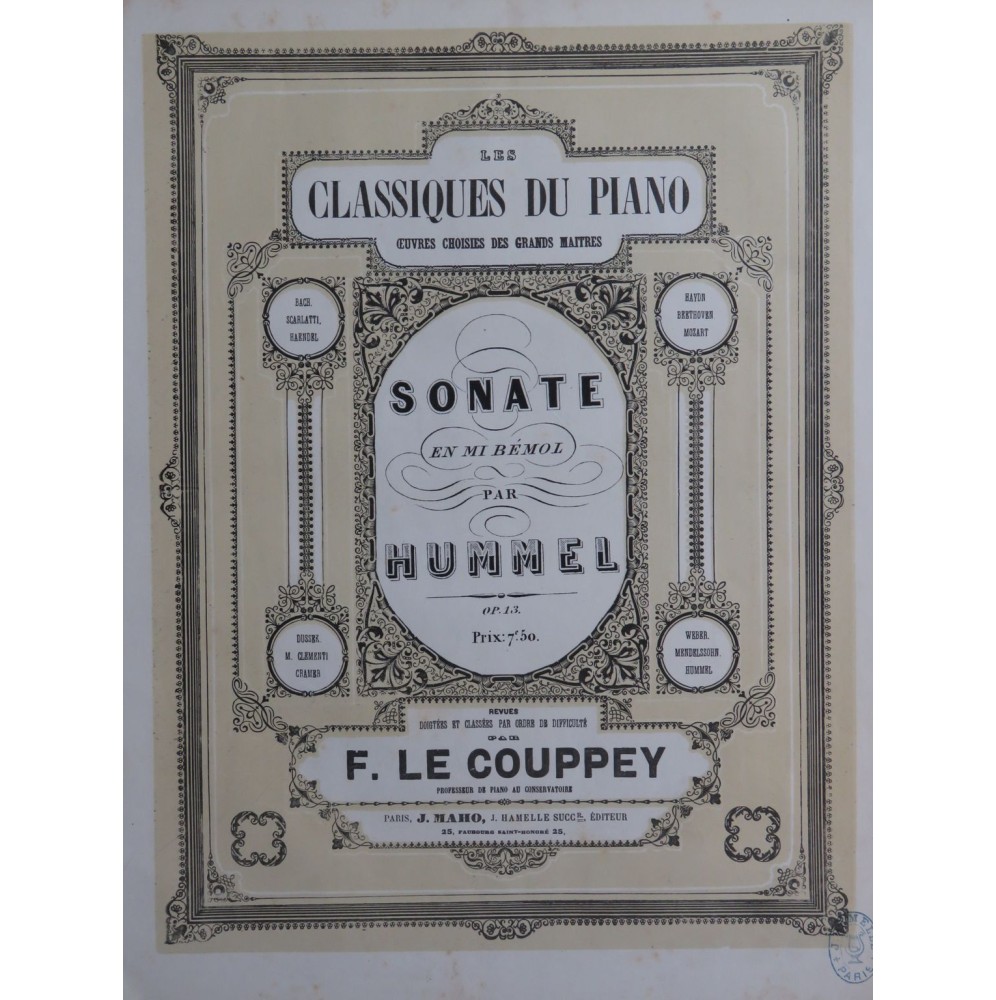 LES
CLASSIQUES DU PIANO
ŒUVRES CHOISIES DES GRANDS MAITRES
BACH.
SCARLATTI,
HAENDEL
HAYDN
BEETHOVEN
MOZART
SONATE
EN MI BÉMOL
PAR
HUMMEL
OP. 13.
Prix: 7f 50.
DUSSEK.
M. CLEMENTI
CRAMER
WEBER.
MENDELSSOHN.
HUMMEL
REVUES
DOIGTÉES ET CLASSÉES PAR ORDRE DE DIFFICULTÉ
PAR
F. LE COUPPEY
PROFESSEUR DE PIANO AU CONSERVATOIRE
PARIS, J. MAHO, J. HAMELLE SUCCR. ÉDITEUR
25, FAUBOURG SAINT-HONORÉ 25,
PARIS